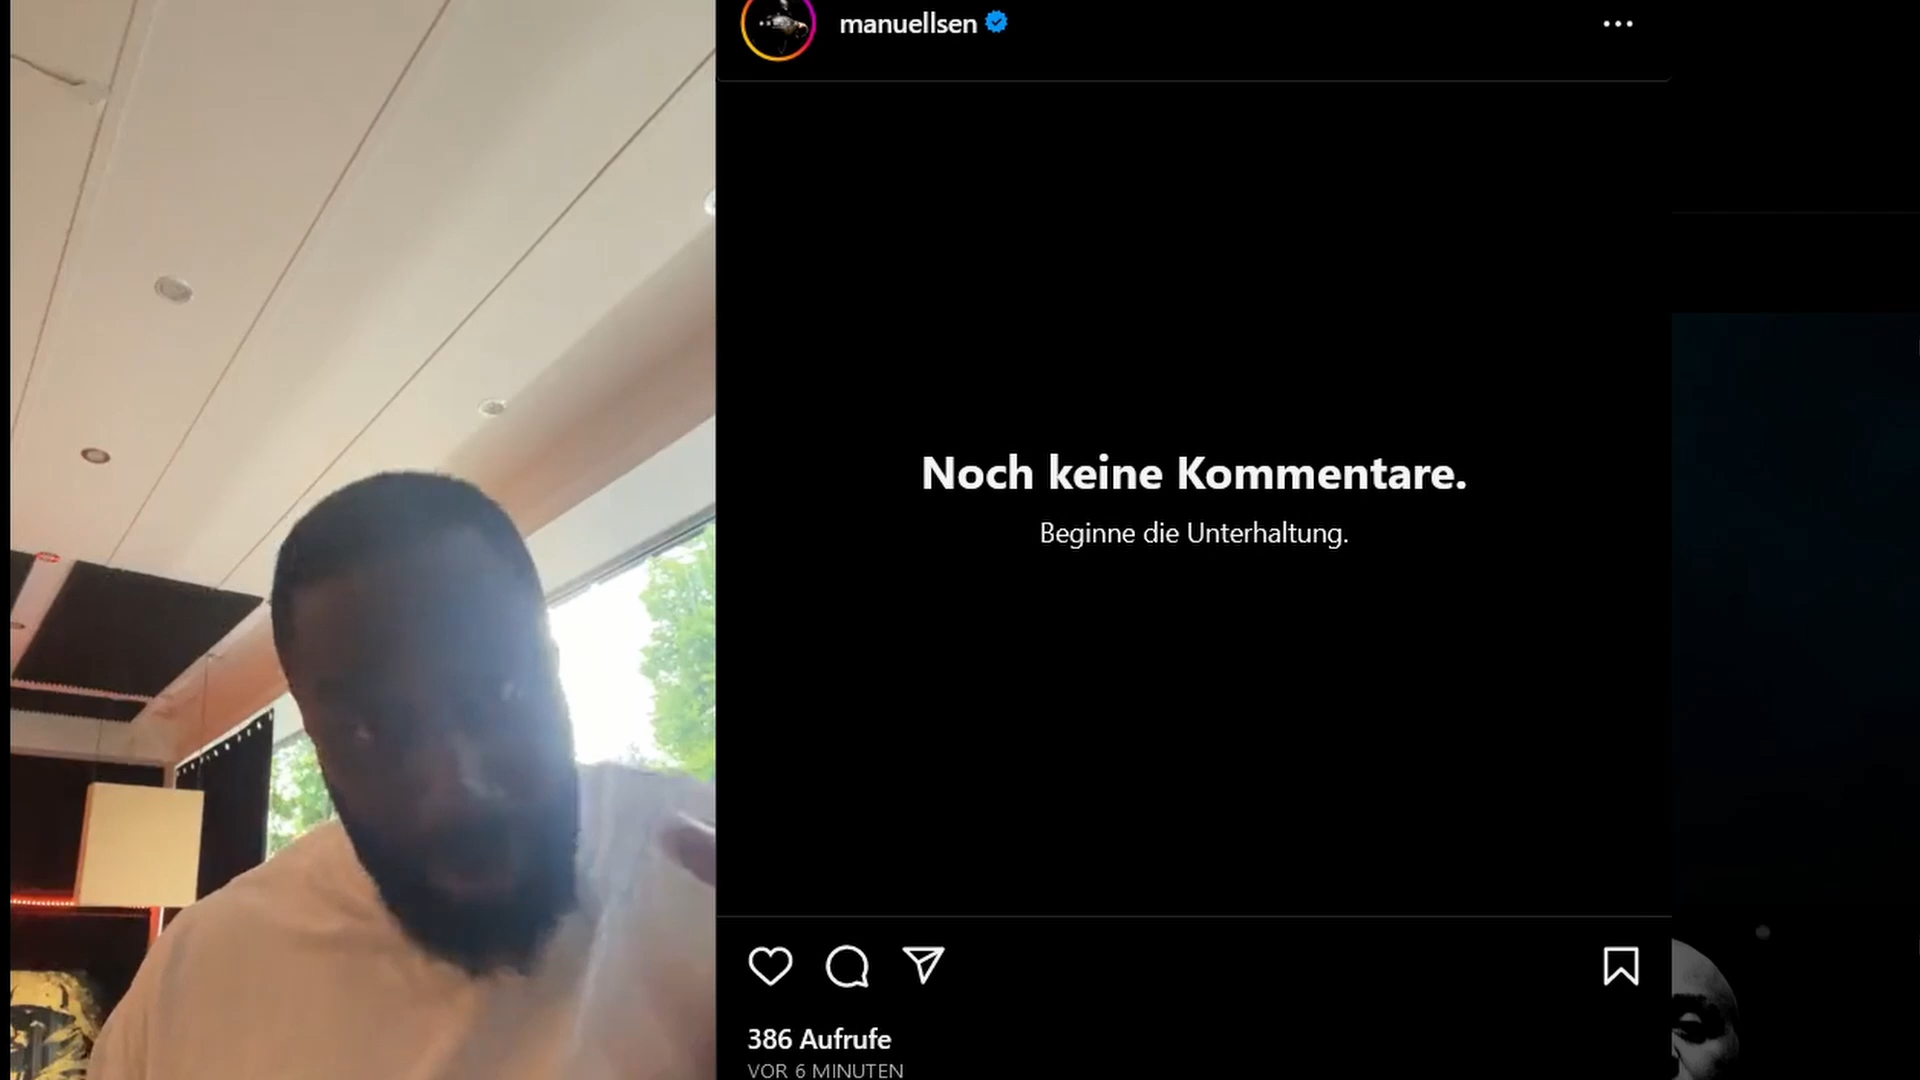 manuellsen
Noch keine Kommentare.
Beginne die Unterhaltung.
386 Aufrufe
VOR 6 MINUTEN